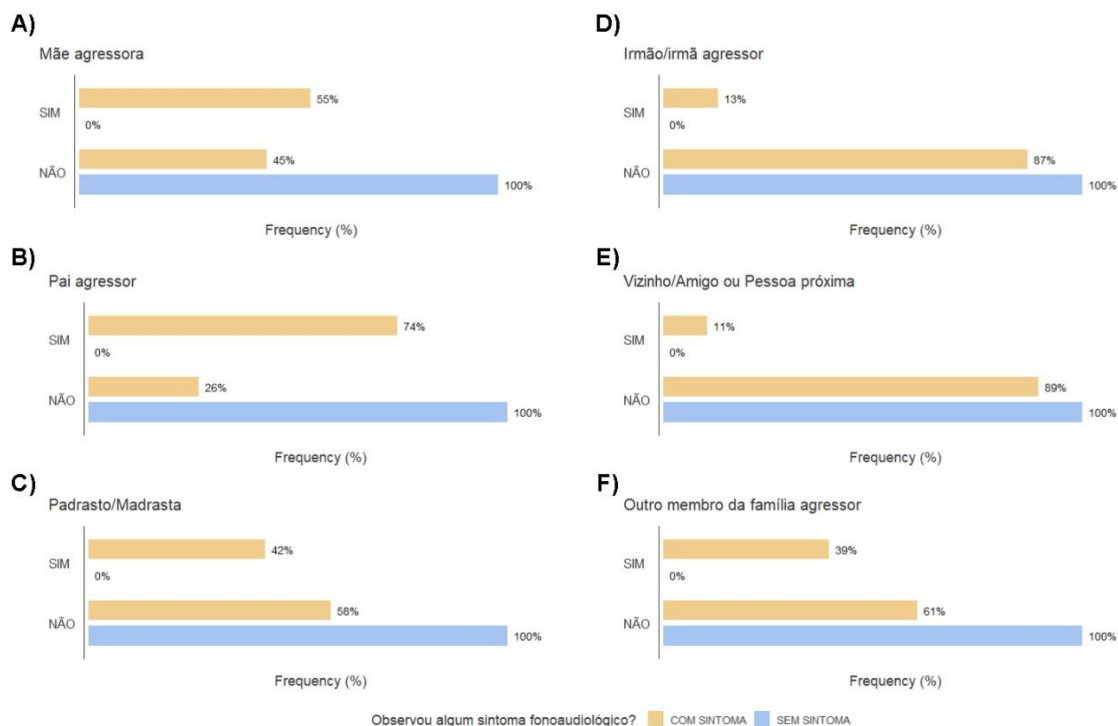 A)
Mãe agressora
SIM
55%
0%
NÃO
45%
100%
Frequency (%)
B)
Pai agressor
SIM
74%
0%
NÃO
26%
100%
Frequency (%)
C)
Padrasto/Madrasta
SIM
42%
0%
NÃO
58%
100%
Frequency (%)
D)
Irmão/irmã agressor
SIM
13%
0%
NÃO
87%
100%
Frequency (%)
E)
Vizinho/Amigo ou Pessoa próxima
SIM
11%
0%
NÃO
89%
100%
Frequency (%)
F)
Outro membro da família agressor
SIM
39%
0%
NÃO
61%
100%
Frequency (%)
Observou algum sintoma fonoaudiológico? COM SINTOMA SEM SINTOMA